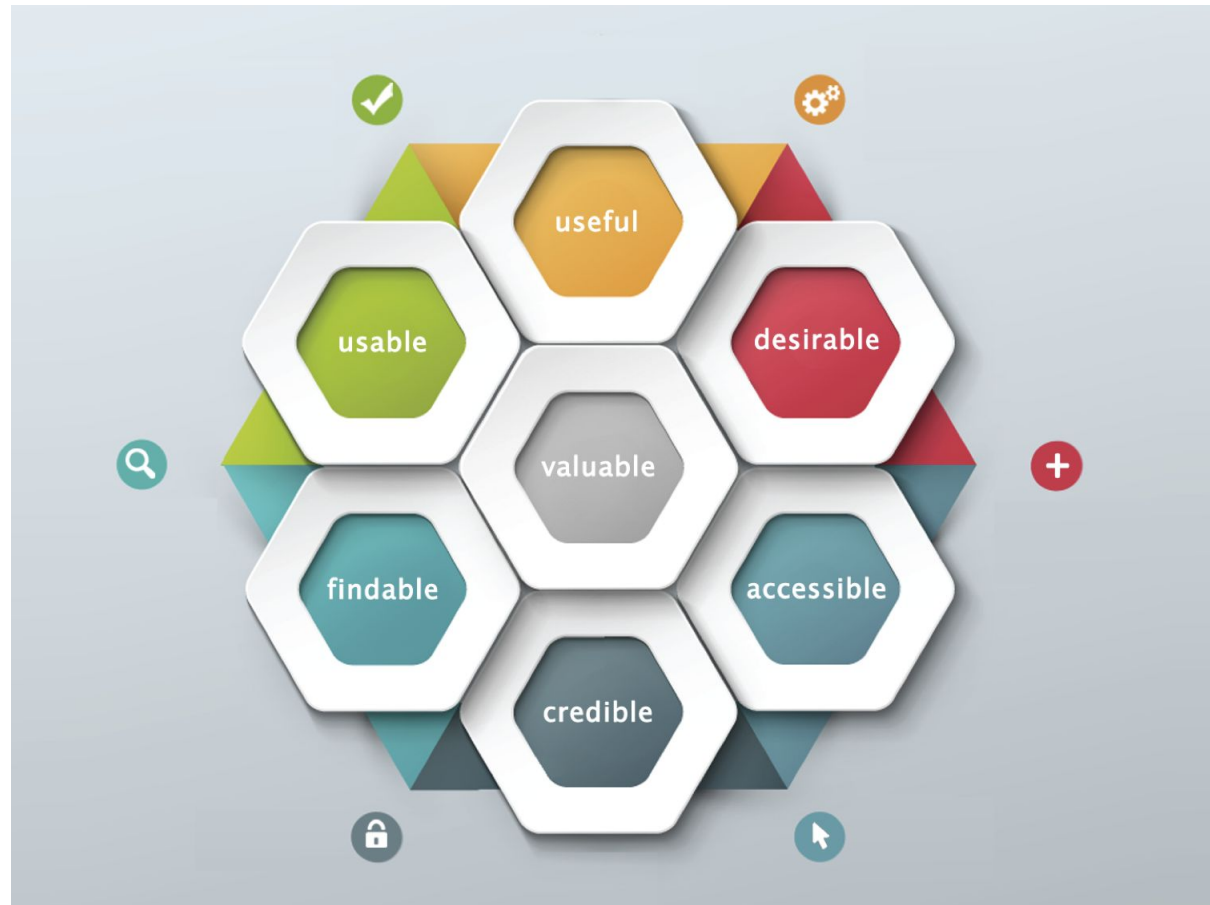 useful
usable
desirable
valuable
findable
accessible
credible